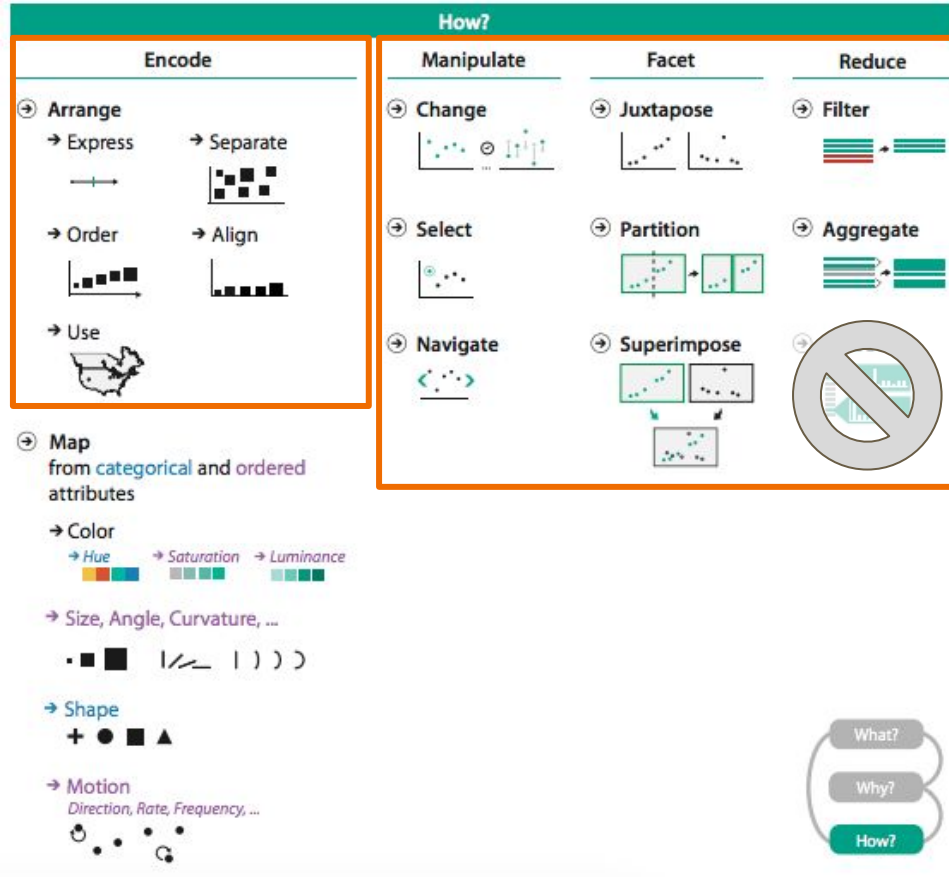 How?
Encode
Manipulate
Facet
Reduce
Arrange
Express
Separate
Order
Align
Use
Change
...
Select
Navigate
Juxtapose
Partition
Superimpose
Filter
Aggregate
Map
from categorical and ordered
attributes
Color
Hue
Saturation
Luminance
Size, Angle, Curvature, ...
Shape
Motion
Direction, Rate, Frequency, ...
What?
Why?
How?